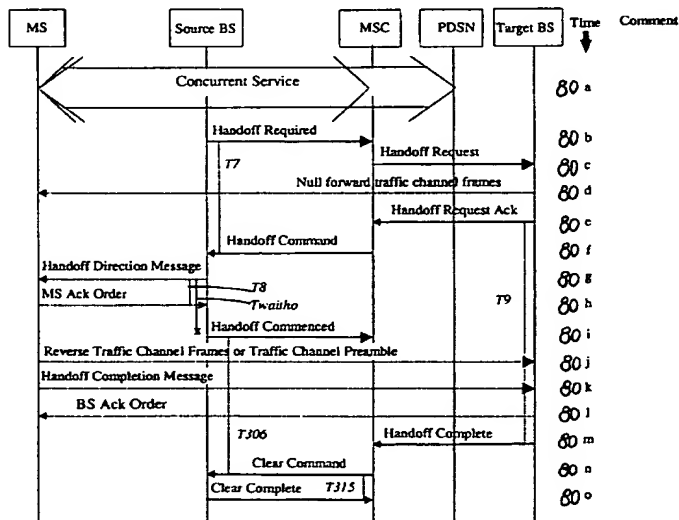 MS Source BS MSC PDSN Target BS Time Comment
Concurrent Service 80 a
Handoff Required 80 b
T7 Handoff Request 80 c
Null forward traffic channel frames 80 d
Handoff Request Ack 80 e
Handoff Command 80 f
Handoff Direction Message 80 g
T8
MS Ack Order Twaitho T9 80 h
Handoff Commenced 80 i
Reverse Traffic Channel Frames or Traffic Channel Preamble 80 j
Handoff Completion Message 80 k
BS Ack Order 80 l
T306 Handoff Complete 80 m
Clear Command 80 n
Clear Complete T315 80 o